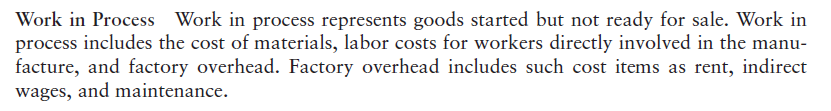 Work in Process Work in process represents goods started but not ready for sale. Work in
process includes the cost of materials, labor costs for workers directly involved in the manu-
facture, and factory overhead. Factory overhead includes such cost items as rent, indirect
wages, and maintenance.